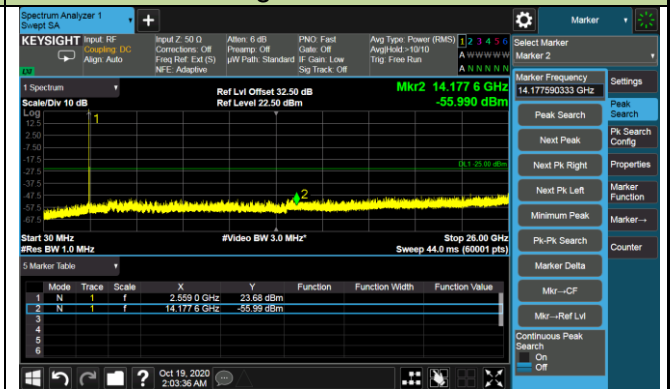 Spectrum Analyzer 1
Swept SA
Marker
KEYSIGHT
Input: RF
Coupling: DC
Align: Auto
Input Z: 50 Ω
Corrections: Off
Freq Ref: Ext (S)
NFE: Adaptive
Atten: 6 dB
Preamp: Off
µW Path: Standard
PNO: Fast
Gate: Off
IF Gain: Low
Sig Track: Off
Avg Type: Power (RMS)
Avg|Hold:>10/10
Trig: Free Run
1 2 3 4 5 6
A W W W W W
A N N N N N
Select Marker
Marker 2
Marker Frequency
14.177590333 GHz
Settings
1 Spectrum
Scale/Div 10 dB
Ref Lvl Offset 32.50 dB
Ref Level 22.50 dBm
Mkr2 14.177 6 GHz
-55.990 dBm
Peak Search
Next Peak
Next Pk Right
Next Pk Left
Minimum Peak
Pk-Pk Search
Marker Delta
Mkr→CF
Mkr→Ref Lvl
Continuous Peak Search
On
Off
Peak Search
Pk Search Config
Properties
Marker Function
Marker→
Counter
Log
12.5
2.50
-7.50
-17.5
-27.5
-37.5
-47.5
-57.5
-67.5
1
2
DL1 -25.00 dBm
Start 30 MHz
#Res BW 1.0 MHz
#Video BW 3.0 MHz*
Stop 26.00 GHz
Sweep 44.0 ms (60001 pts)
5 Marker Table
Mode Trace Scale X Y Function Function Width Function Value
1 N 1 f 2.559 0 GHz 23.68 dBm
2 N 1 f 14.177 6 GHz -55.99 dBm
3
4
5
6
?
Oct 19, 2020
2:03:36 AM